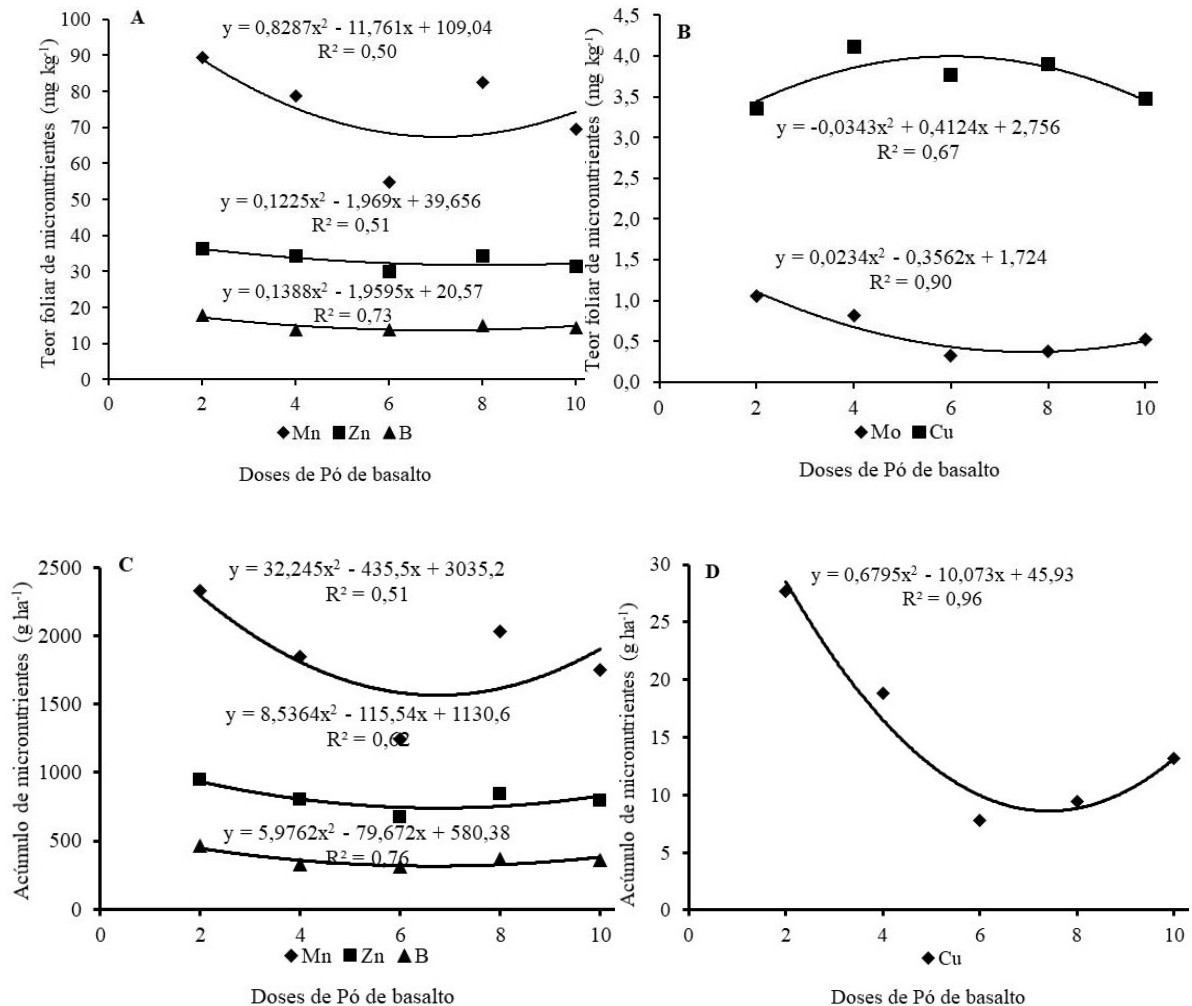 A
Teor foliar de micronutrientes (mg kg⁻¹)
100
90
80
70
60
50
40
30
20
10
0
y = 0,8287x² - 11,761x + 109,04
R² = 0,50
y = 0,1225x² - 1,969x + 39,656
R² = 0,51
y = 0,1388x² - 1,9595x + 20,57
R² = 0,73
0 2 4 6 8 10
Mn Zn B
Doses de Pó de basalto
B
Teor foliar de micronutrientes (mg kg⁻¹)
4,5
4,0
3,5
3,0
2,5
2,0
1,5
1,0
0,5
0,0
y = -0,0343x² + 0,4124x + 2,756
R² = 0,67
y = 0,0234x² - 0,3562x + 1,724
R² = 0,90
0 2 4 6 8 10
Mo Cu
Doses de Pó de basalto
C
Acúmulo de micronutrientes (g ha⁻¹)
2500
2000
1500
1000
500
0
y = 32,245x² - 435,5x + 3035,2
R² = 0,51
y = 8,5364x² - 115,54x + 1130,6
R² = 0,62
y = 5,9762x² - 79,672x + 580,38
R² = 0,76
0 2 4 6 8 10
Mn Zn B
Doses de Pó de basalto
D
Acúmulo de micronutrientes (g ha⁻¹)
30
25
20
15
10
5
0
y = 0,6795x² - 10,073x + 45,93
R² = 0,96
0 2 4 6 8 10
Cu
Doses de Pó de basalto